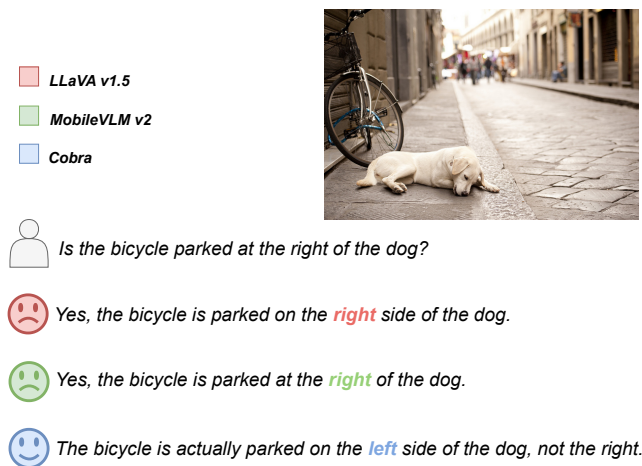 LLaVA v1.5
MobileVLM v2
Cobra
Is the bicycle parked at the right of the dog?
Yes, the bicycle is parked on the right side of the dog.
Yes, the bicycle is parked at the right of the dog.
The bicycle is actually parked on the left side of the dog, not the right.